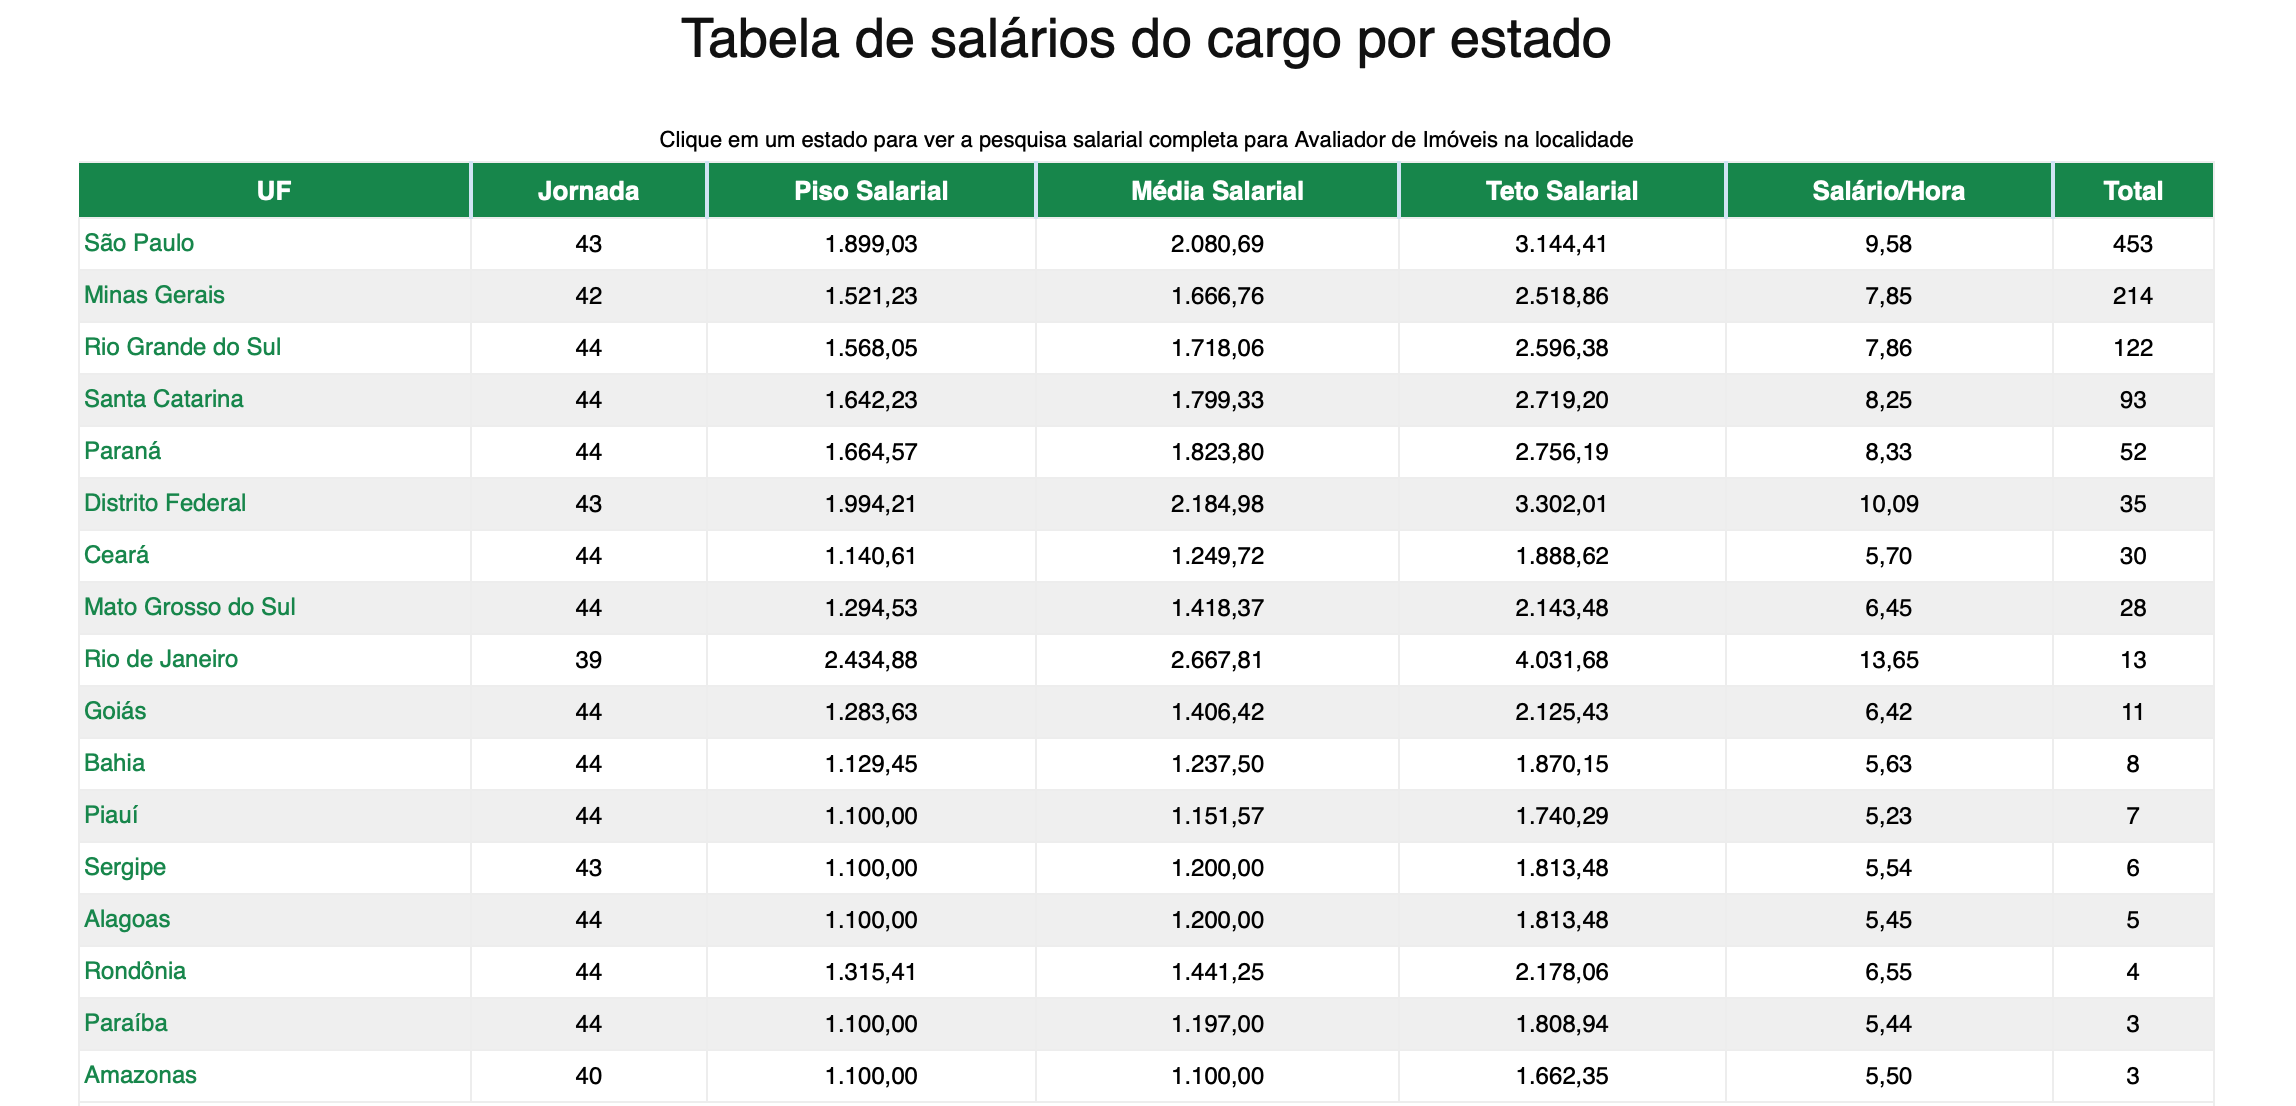 Tabela de salários do cargo por estado
Clique em um estado para ver a pesquisa salarial completa para Avaliador de Imóveis na localidade
UF Jornada Piso Salarial Média Salarial Teto Salarial Salário/Hora Total
São Paulo 43 1.899,03 2.080,69 3.144,41 9,58 453
Minas Gerais 42 1.521,23 1.666,76 2.518,86 7,85 214
Rio Grande do Sul 44 1.568,05 1.718,06 2.596,38 7,86 122
Santa Catarina 44 1.642,23 1.799,33 2.719,20 8,25 93
Paraná 44 1.664,57 1.823,80 2.756,19 8,33 52
Distrito Federal 43 1.994,21 2.184,98 3.302,01 10,09 35
Ceará 44 1.140,61 1.249,72 1.888,62 5,70 30
Mato Grosso do Sul 44 1.294,53 1.418,37 2.143,48 6,45 28
Rio de Janeiro 39 2.434,88 2.667,81 4.031,68 13,65 13
Goiás 44 1.283,63 1.406,42 2.125,43 6,42 11
Bahia 44 1.129,45 1.237,50 1.870,15 5,63 8
Piauí 44 1.100,00 1.151,57 1.740,29 5,23 7
Sergipe 43 1.100,00 1.200,00 1.813,48 5,54 6
Alagoas 44 1.100,00 1.200,00 1.813,48 5,45 5
Rondônia 44 1.315,41 1.441,25 2.178,06 6,55 4
Paraíba 44 1.100,00 1.197,00 1.808,94 5,44 3
Amazonas 40 1.100,00 1.100,00 1.662,35 5,50 3